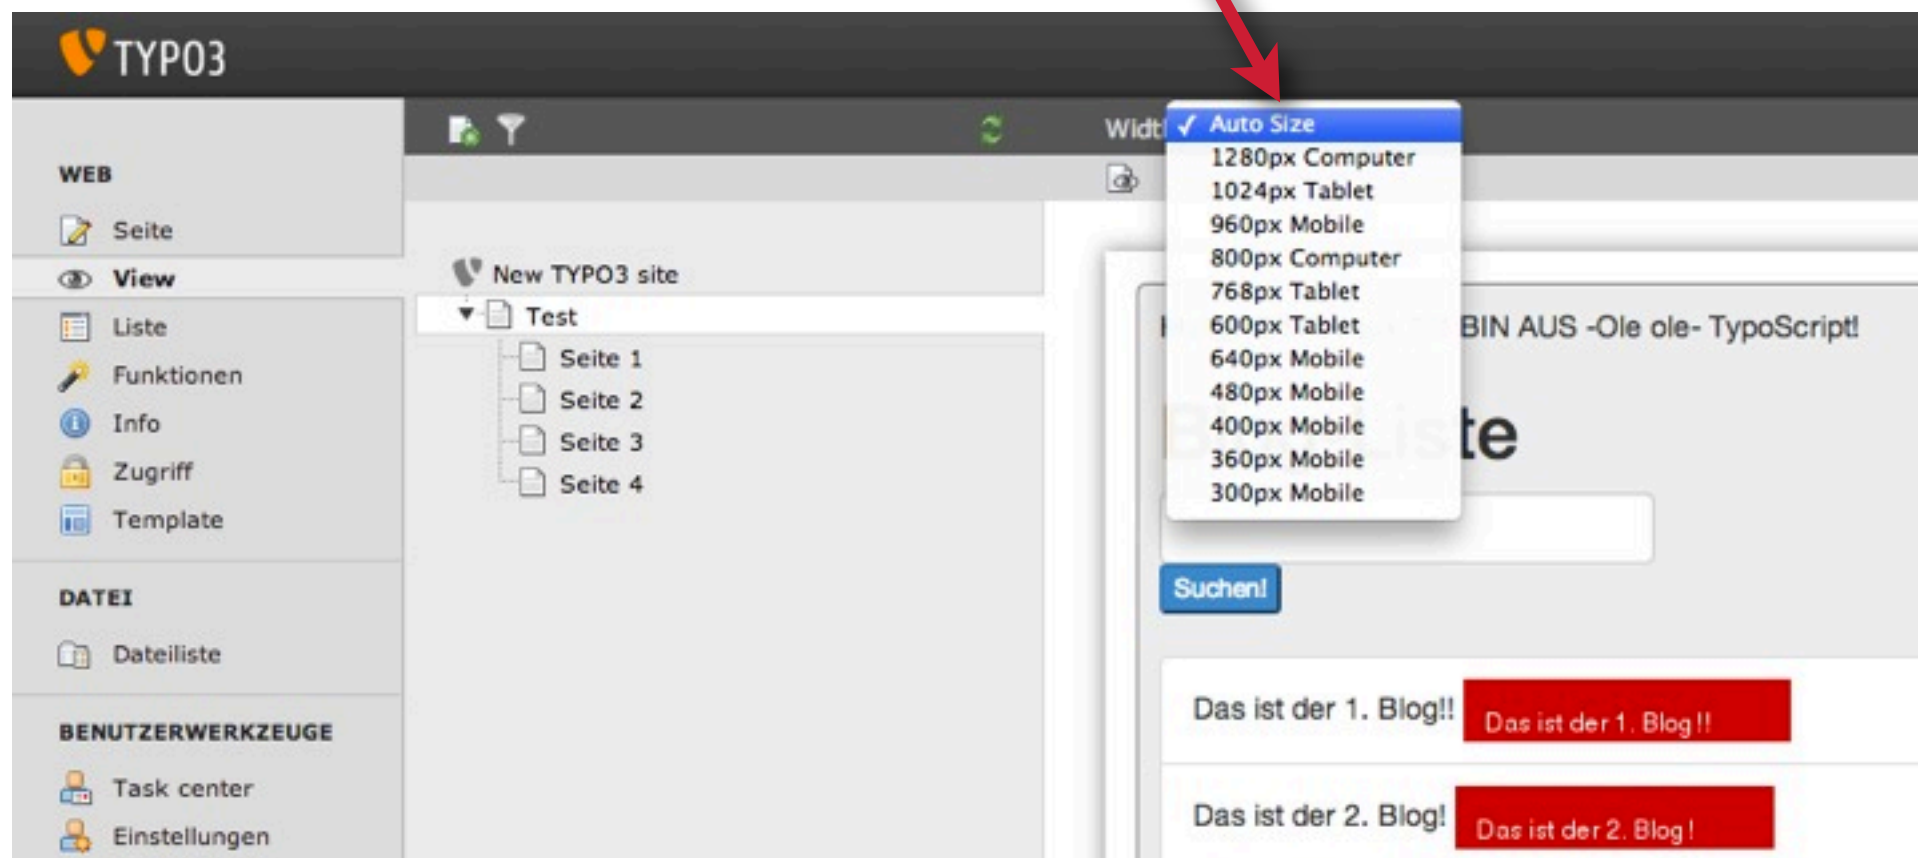 TYPO3
WEB
Seite
View
Liste
Funktionen
Info
Zugriff
Template
DATEI
Dateiliste
BENUTZERWERKZEUGE
Task center
Einstellungen
New TYPO3 site
Test
Seite 1
Seite 2
Seite 3
Seite 4
✓ Auto Size
1280px Computer
1024px Tablet
960px Mobile
800px Computer
768px Tablet
600px Tablet
640px Mobile
480px Mobile
400px Mobile
360px Mobile
300px Mobile
BIN AUS -Ole ole- TypoScript!
Suchen!
Das ist der 1. Blog!! Das ist der 1. Blog !!
Das ist der 2. Blog! Das ist der 2. Blog !